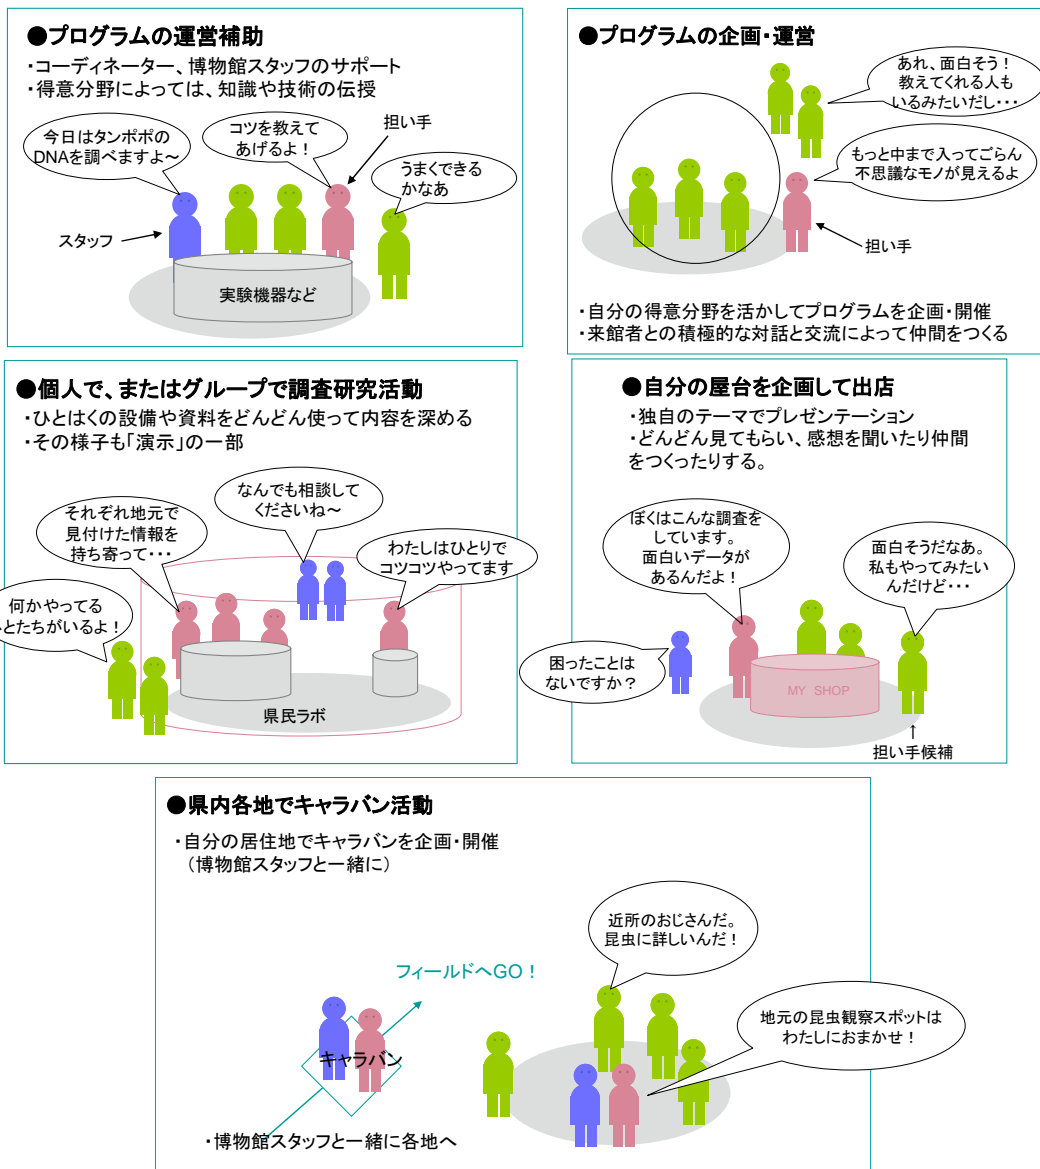 ●プログラムの運営補助
・コーディネーター、博物館スタッフのサポート
・得意分野によっては、知識や技術の伝授
今日はタンポポの
DNAを調べますよ～
コツを教えて
あげるよ！
担い手
うまくできる
かなあ
スタッフ
実験機器など
●プログラムの企画・運営
あれ、面白そう！
教えてくれる人も
いるみたいだし・・・
もっと中まで入ってごらん
不思議なモノが見えるよ
担い手
・自分の得意分野を活かしてプログラムを企画・開催
・来館者との積極的な対話と交流によって仲間をつくる
●個人で、またはグループで調査研究活動
・ひとはくの設備や資料をどんどん使って内容を深める
・その様子も「演示」の一部
なんでも相談して
くださいね～
それぞれ地元で
見付けた情報を
持ち寄って・・・
わたしはひとりで
コツコツやってます
何かやってる
とたちがいるよ！
県民ラボ
●自分の屋台を企画して出店
・独自のテーマでプレゼンテーション
・どんどん見てもらい、感想を聞いたり仲間
をつくったりする。
ぼくはこんな調査を
しています。
面白いデータが
あるんだよ！
面白そうだなあ。
私もやってみたい
んだけど・・・
困ったことは
ないですか？
MY SHOP
↑
担い手候補
●県内各地でキャラバン活動
・自分の居住地でキャラバンを企画・開催
（博物館スタッフと一緒に）
近所のおじさんだ。
昆虫に詳しいんだ！
フィールドへGO！
地元の昆虫観察スポットは
わたしにおまかせ！
キャラバン
・博物館スタッフと一緒に各地へ